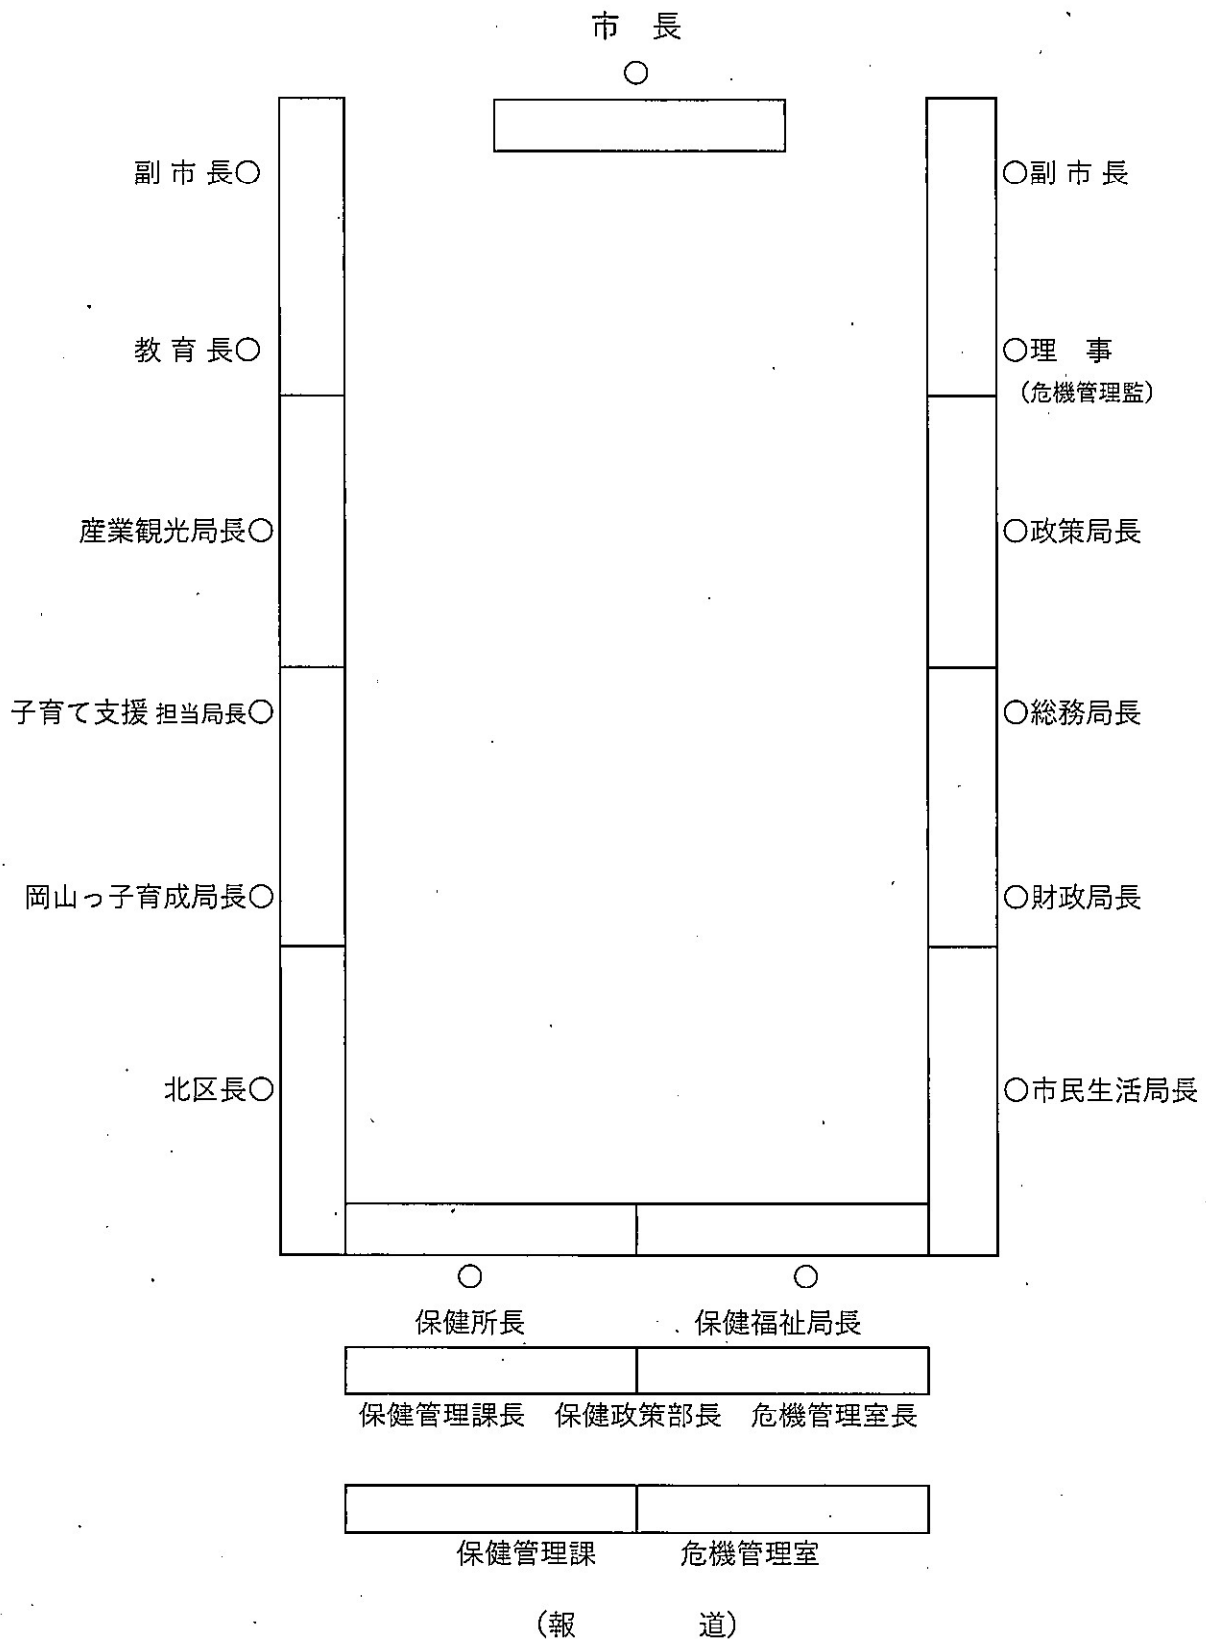 市　長
○
副 市 長○　○副 市 長
教 育 長○　○理　事
（危機管理監）
産業観光局長○　○政策局長
子育て支援 担当局長○　○総務局長
岡山っ子育成局長○　○財政局長
北区長○　○市民生活局長
○　○
保健所長　保健福祉局長
保健管理課長　保健政策部長　危機管理室長
保健管理課　危機管理室
（報　　　道）